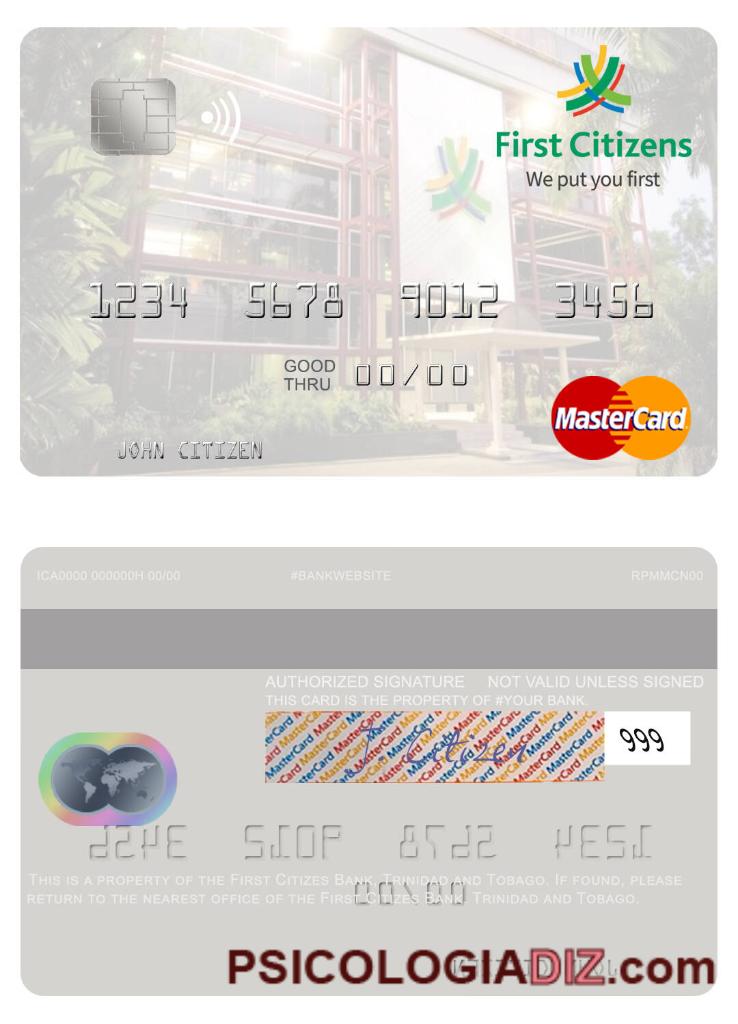 First Citizens
We put you first
1234 5678 9012 3456
GOOD
THRU 00/00
MasterCard
JOHN CITIZEN
ICA0000 000000H 00/00 #BANKWEBSITE RPMMCN00
AUTHORIZED SIGNATURE NOT VALID UNLESS SIGNED
THIS CARD IS THE PROPERTY OF #YOUR BANK.
J. Citizen 999
THIS IS A PROPERTY OF THE FIRST CITIZES BANK, TRINIDAD AND TOBAGO. IF FOUND, PLEASE
RETURN TO THE NEAREST OFFICE OF THE FIRST CITIZES BANK, TRINIDAD AND TOBAGO.
PSICOLOGIADIZ.com